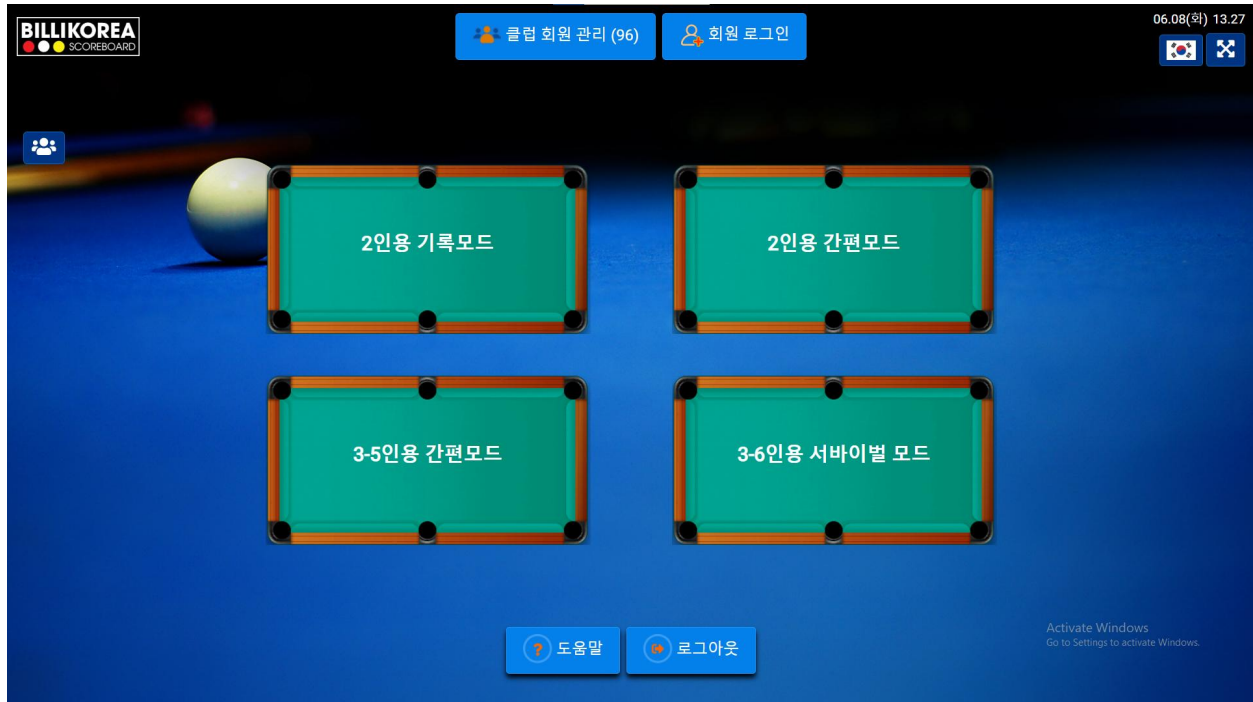 BILLIKOREA
SCOREBOARD
클럽 회원 관리 (96)
회원 로그인
06.08(화) 13.27
2인용 기록모드
2인용 간편모드
3-5인용 간편모드
3-6인용 서바이벌 모드
? 도움말
로그아웃
Activate Windows
Go to Settings to activate Windows.